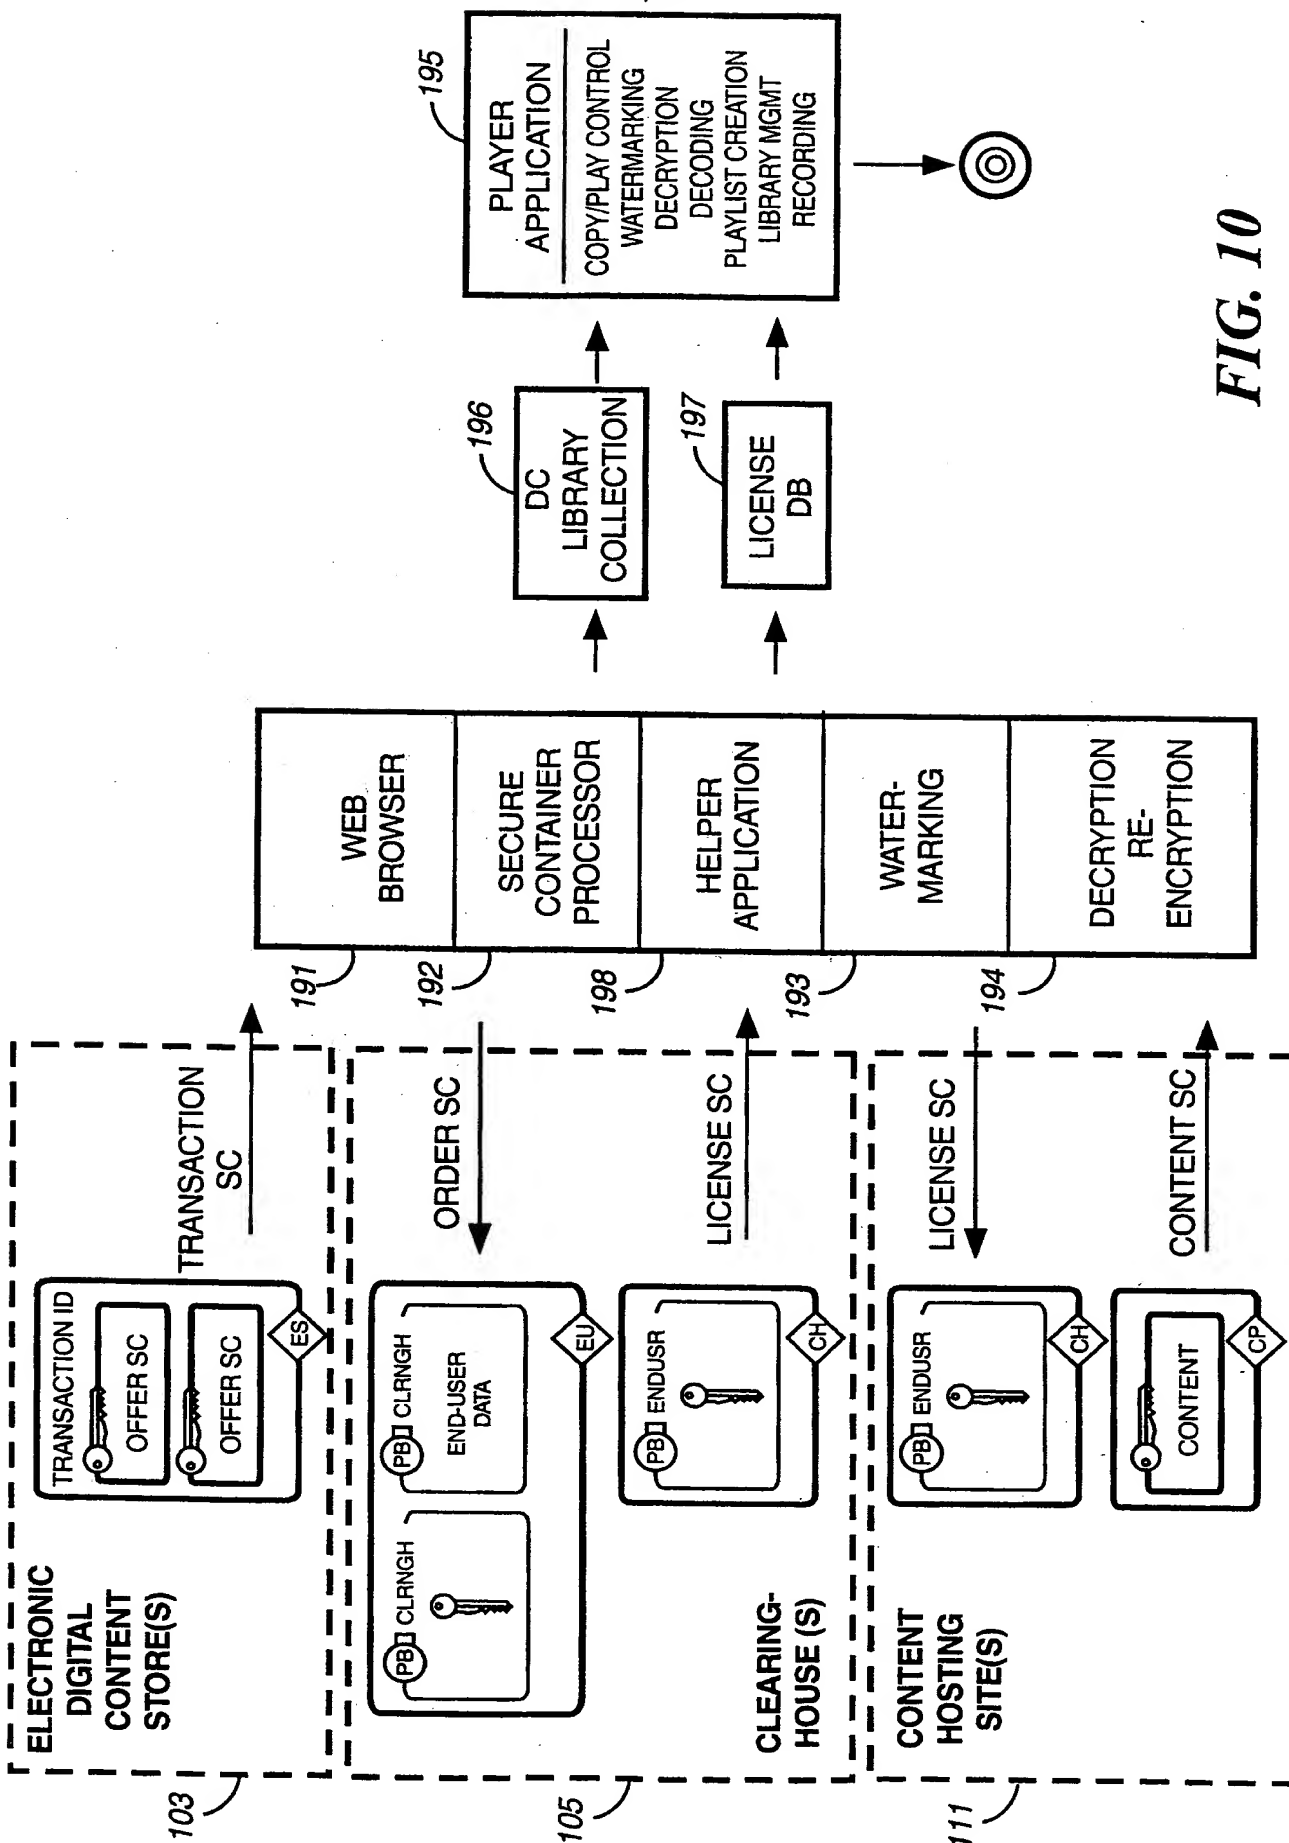 ELECTRONIC
DIGITAL
CONTENT
STORE(S)
103
TRANSACTION ID
OFFER SC
OFFER SC
ES
TRANSACTION
SC
105
PB CLRNGH
PB CLRNGH
END-USER
DATA
EU
ORDER SC
CLEARING-
HOUSE (S)
PB ENDUSR
CH
LICENSE SC
CONTENT
HOSTING
SITE(S)
111
PB ENDUSR
CH
LICENSE SC
CONTENT
CP
CONTENT SC
191
WEB
BROWSER
192
SECURE
CONTAINER
PROCESSOR
198
HELPER
APPLICATION
193
WATER-
MARKING
194
DECRYPTION
RE-
ENCRYPTION
196
DC
LIBRARY
COLLECTION
197
LICENSE
DB
195
PLAYER
APPLICATION
COPY/PLAY CONTROL
WATERMARKING
DECRYPTION
DECODING
PLAYLIST CREATION
LIBRARY MGMT
RECORDING
FIG. 10